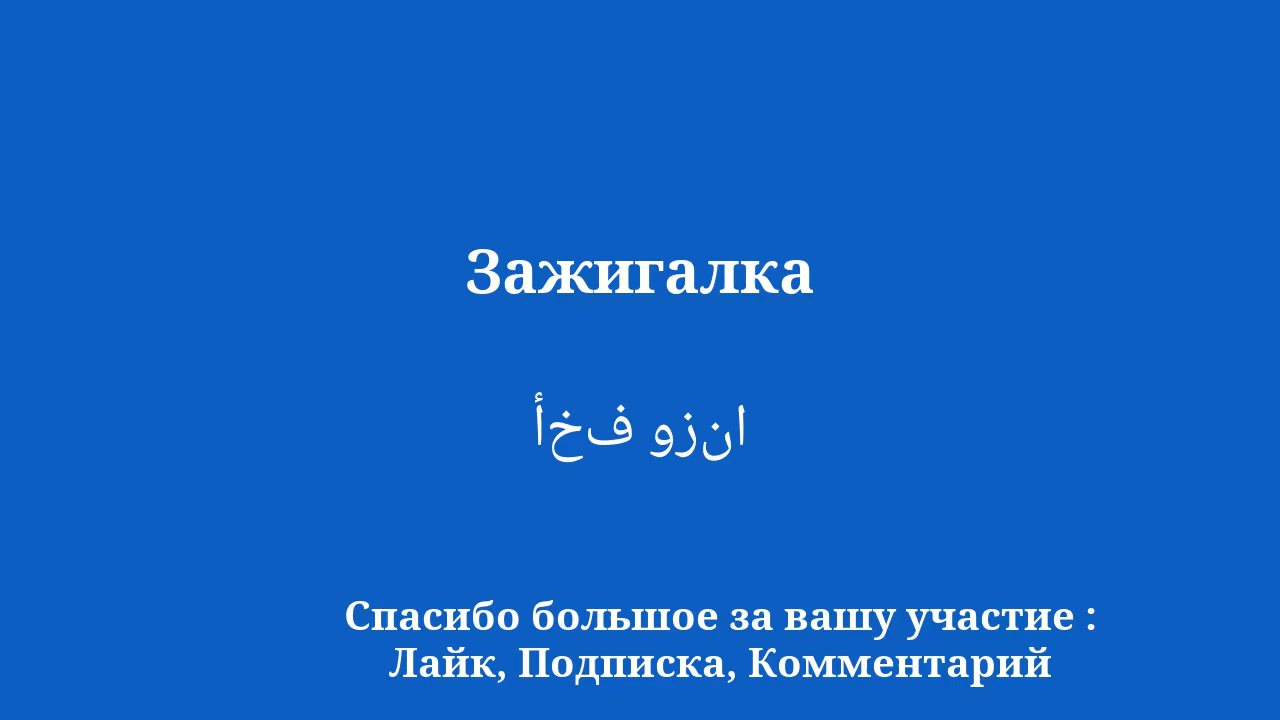 Зажигалка
أخف وزنا
Спасибо большое за вашу участие :
Лайк, Подписка, Комментарий